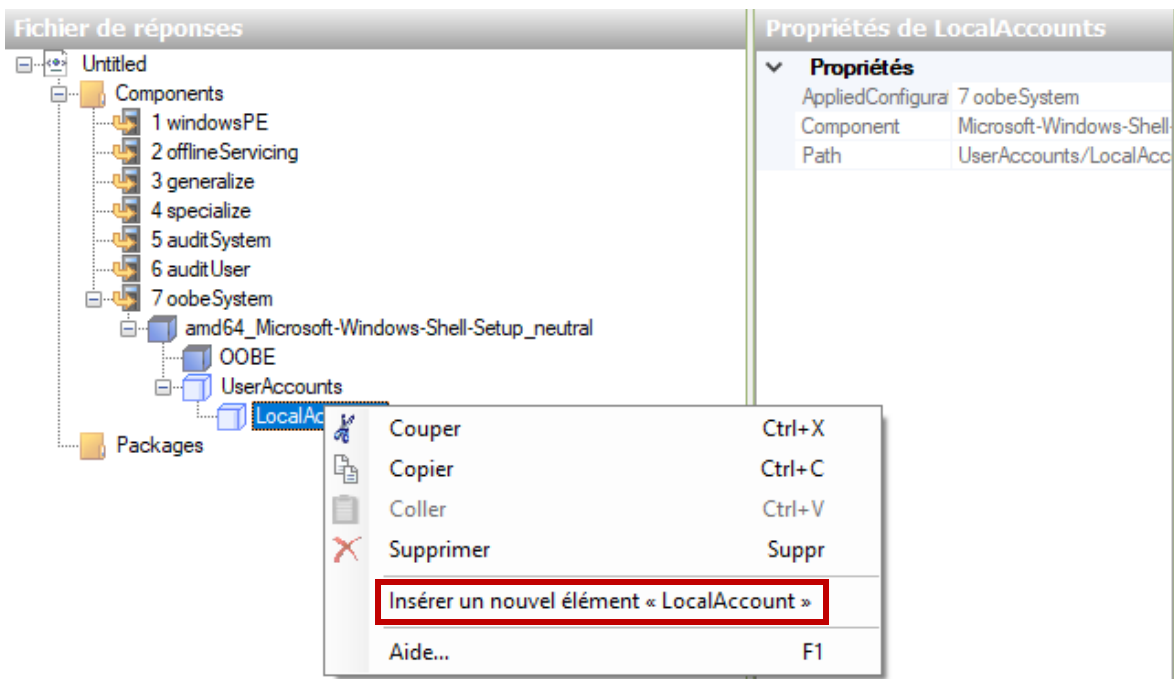 Fichier de réponses
Untitled
Components
1 windowsPE
2 offlineServicing
3 generalize
4 specialize
5 auditSystem
6 auditUser
7 oobeSystem
amd64_Microsoft-Windows-Shell-Setup_neutral
OOBE
UserAccounts
LocalAc
Packages
Couper Ctrl+X
Copier Ctrl+C
Coller Ctrl+V
Supprimer Suppr
Insérer un nouvel élément « LocalAccount »
Aide... F1
Propriétés de LocalAccounts
Propriétés
AppliedConfigurat 7 oobeSystem
Component Microsoft-Windows-Shell-
Path UserAccounts/LocalAcc